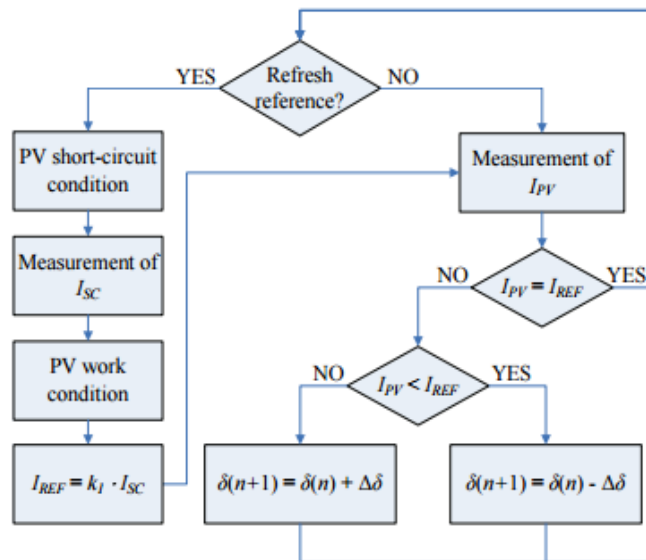 Refresh
reference?
YES
NO
PV short-circuit
condition
Measurement of
I_SC
PV work
condition
I_REF = k_I · I_SC
Measurement of
I_PV
I_PV = I_REF
NO
YES
I_PV < I_REF
NO
YES
δ(n+1) = δ(n) + Δδ
δ(n+1) = δ(n) - Δδ